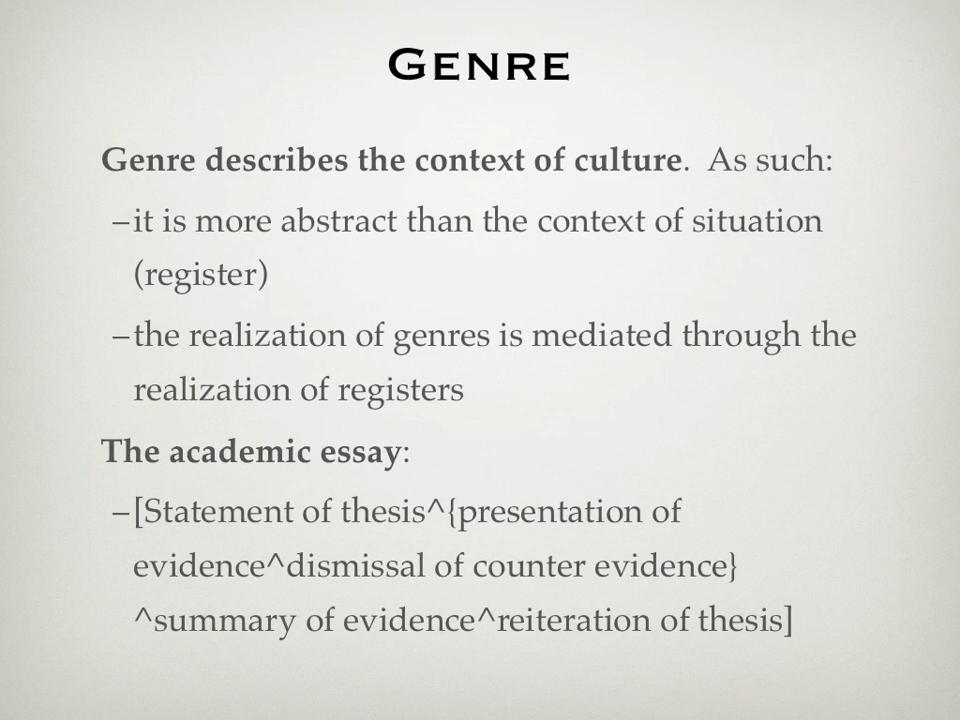 GENRE
Genre describes the context of culture.  As such:
–it is more abstract than the context of situation
(register)
–the realization of genres is mediated through the
realization of registers
The academic essay:
–[Statement of thesis^{presentation of
evidence^dismissal of counter evidence}
^summary of evidence^reiteration of thesis]